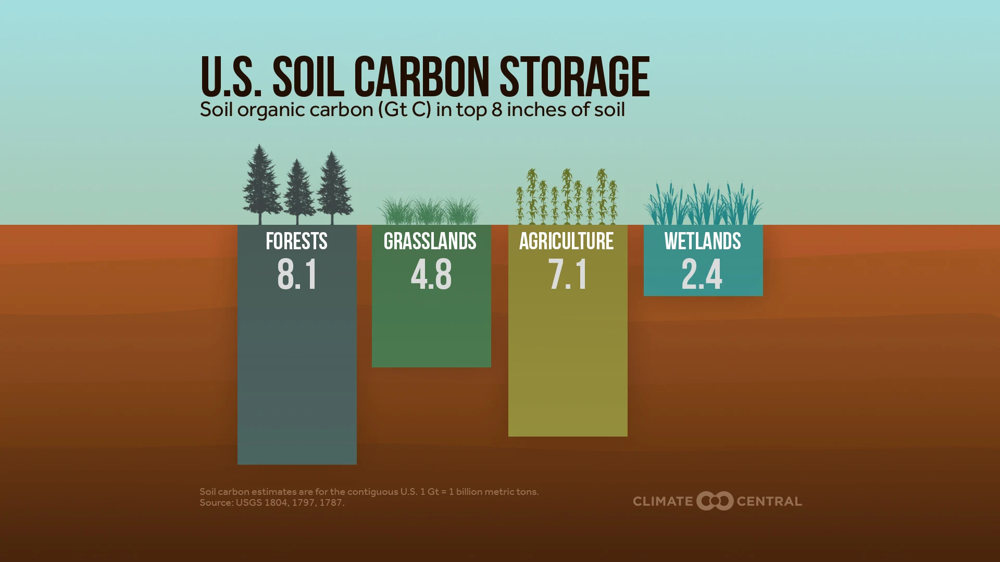 U.S. SOIL CARBON STORAGE
Soil organic carbon (Gt C) in top 8 inches of soil
FORESTS
8.1
GRASSLANDS
4.8
AGRICULTURE
7.1
WETLANDS
2.4
Soil carbon estimates are for the contiguous U.S. 1 Gt = 1 billion metric tons.
Source: USGS 1804, 1797, 1787.
CLIMATE CENTRAL